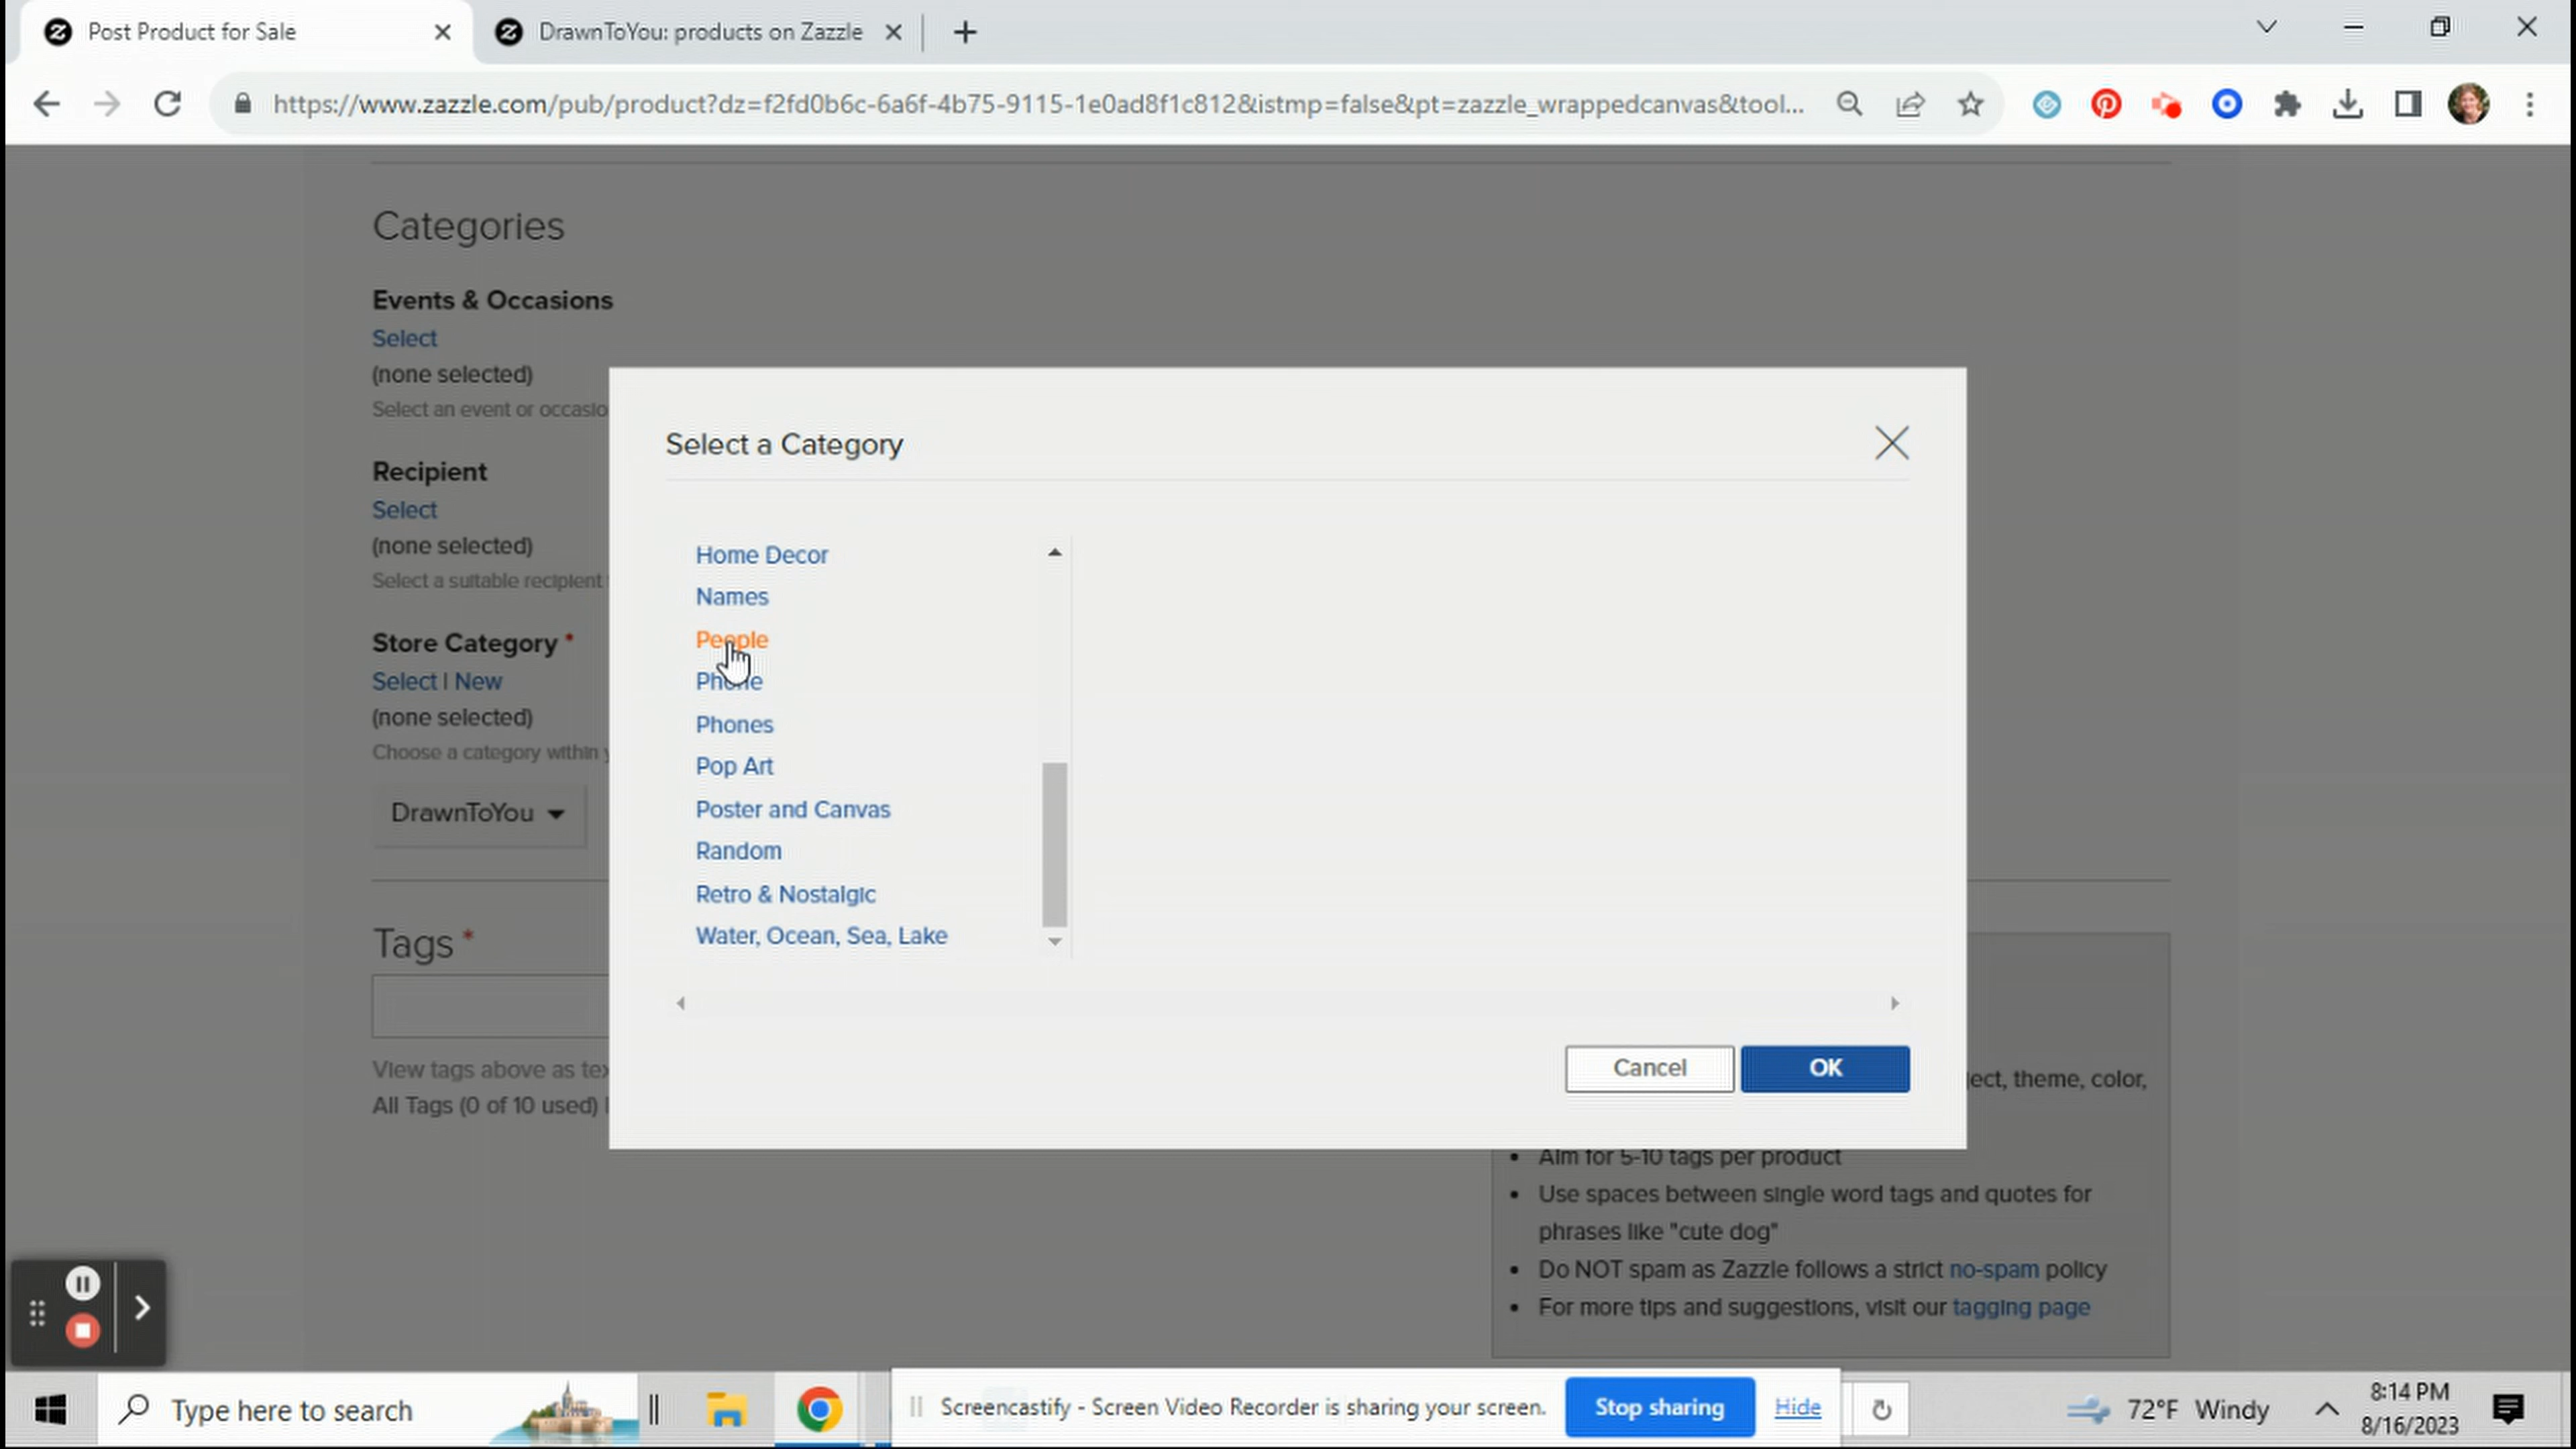 Post Product for Sale
DrawnToYou: products on Zazzle
https://www.zazzle.com/pub/product?dz=f2fd0b6c-6a6f-4b75-9115-1e0ad8f1c812&istmp=false&pt=zazzle_wrappedcanvas&tool...
Categories
Events & Occasions
Select
(none selected)
Select an event or occasio
Recipient
Select
(none selected)
Select a suitable recipient
Store Category *
Select | New
(none selected)
Choose a category within
DrawnToYou
Tags *
View tags above as tex
All Tags (0 of 10 used)
Select a Category
Home Decor
Names
People
Phone
Phones
Pop Art
Poster and Canvas
Random
Retro & Nostalgic
Water, Ocean, Sea, Lake
Cancel
OK
ject, theme, color,
Aim for 5-10 tags per product
Use spaces between single word tags and quotes for
phrases like "cute dog"
Do NOT spam as Zazzle follows a strict no-spam policy
For more tips and suggestions, visit our tagging page
Type here to search
Screencastify - Screen Video Recorder is sharing your screen.
Stop sharing
Hide
72°F Windy
8:14 PM
8/16/2023